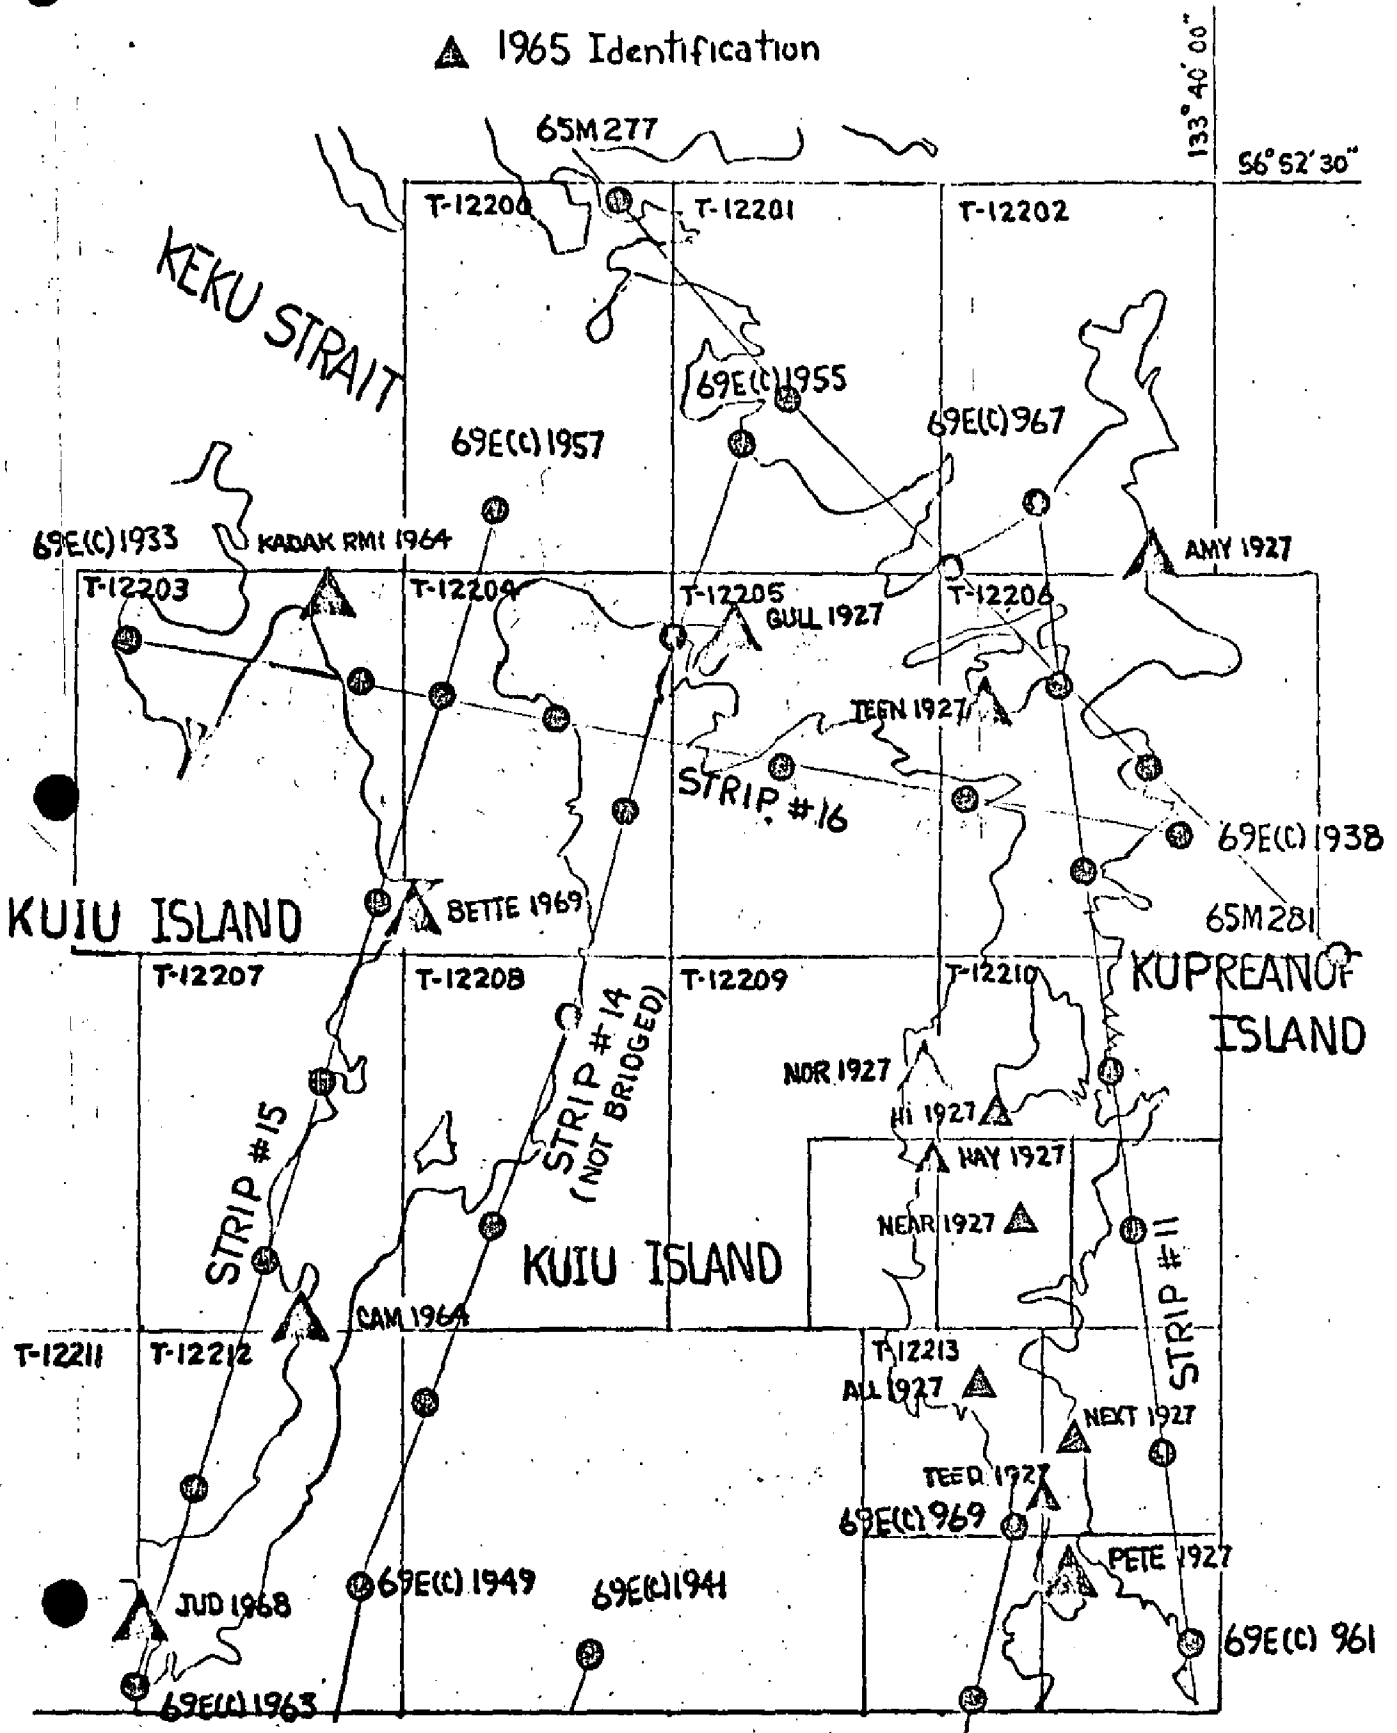 1965 Identification
133° 40' 00"
65M277
56° 52' 30"
T-12200
T-12201
T-12202
KEKU STRAIT
69E(C)1955
69E(C)967
69E(C)1957
69E(C)1933
KADAK RM1 1964
AMY 1927
T-12203
T-12204
T-12205
T-12206
GULL 1927
TEEN 1927
STRIP #16
69E(C)1938
KUIU ISLAND
BETTE 1969
65M281
T-12207
T-12208
T-12209
T-12210
KUPREANOF
ISLAND
STRIP #14
(NOT BRIDGED)
NOR 1927
HI 1927
STRIP #15
HAY 1927
NEAR 1927
KUIU ISLAND
STRIP #11
CAM 1964
T-12211
T-12212
T-12213
ALL 1927
NEXT 1927
1927
69E(C)969
PETE 1927
69E(C)1949
69E(C)1941
JUD 1968
69E(C) 961
69E(C)1963